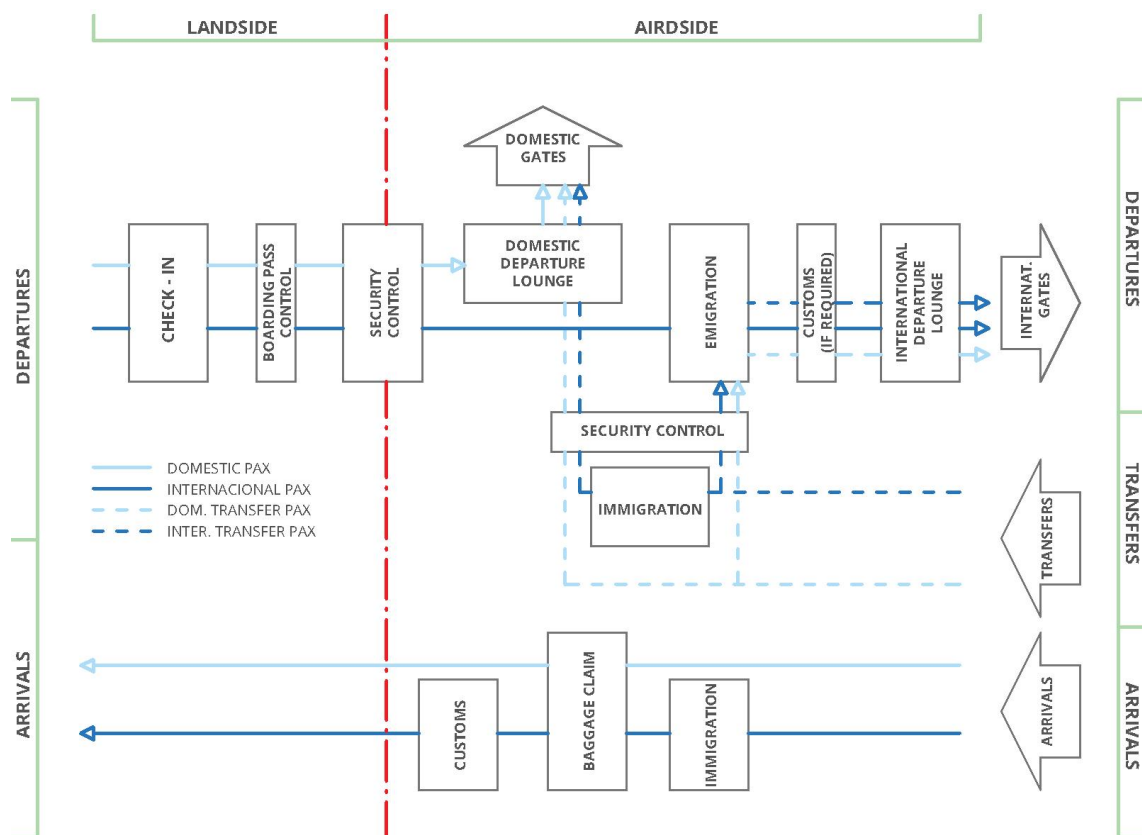 LANDSIDE
AIRDSIDE
DEPARTURES
ARRIVALS
DOMESTIC
GATES
CHECK - IN
BOARDING PASS
CONTROL
SECURITY
CONTROL
DOMESTIC
DEPARTURE
LOUNGE
EMIGRATION
CUSTOMS
(IF REQUIRED)
INTERNATIONAL
DEPARTURE
LOUNGE
INTERNAT.
GATES
DEPARTURES
SECURITY CONTROL
IMMIGRATION
TRANSFERS
TRANSFERS
DOMESTIC PAX
INTERNACIONAL PAX
DOM. TRANSFER PAX
INTER. TRANSFER PAX
CUSTOMS
BAGGAGE CLAIM
IMMIGRATION
ARRIVALS
ARRIVALS